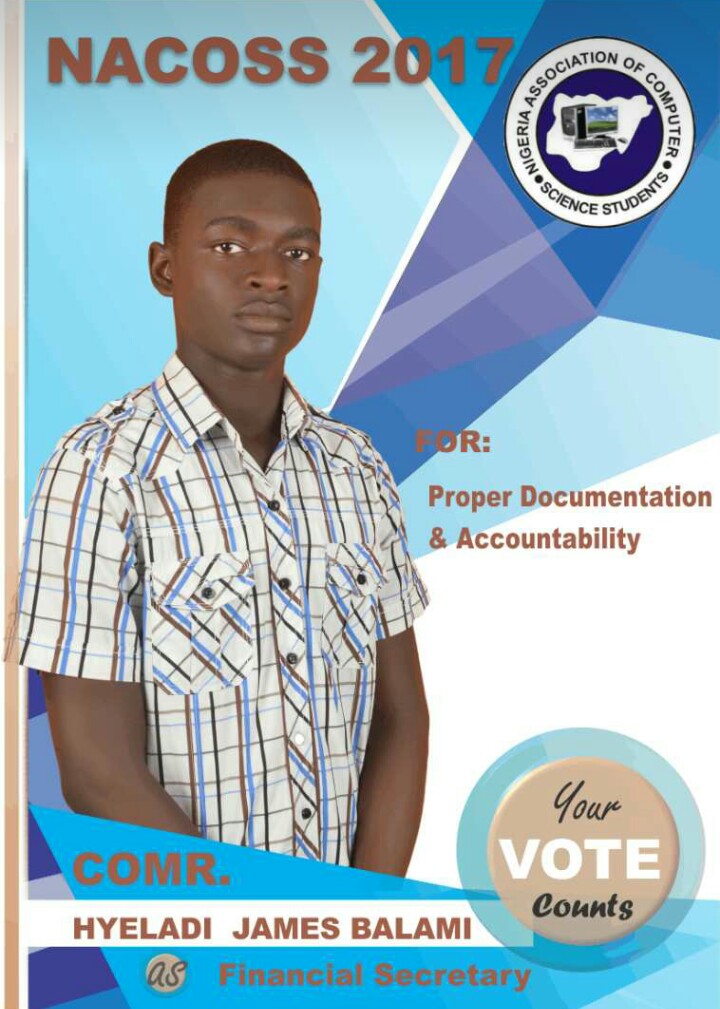 NACOSS 2017
NIGERIA ASSOCIATION OF COMPUTER
• SCIENCE STUDENTS •
FOR:
Proper Documentation
& Accountability
Your
VOTE
Counts
COMR.
HYELADI JAMES BALAMI
as
Financial Secretary